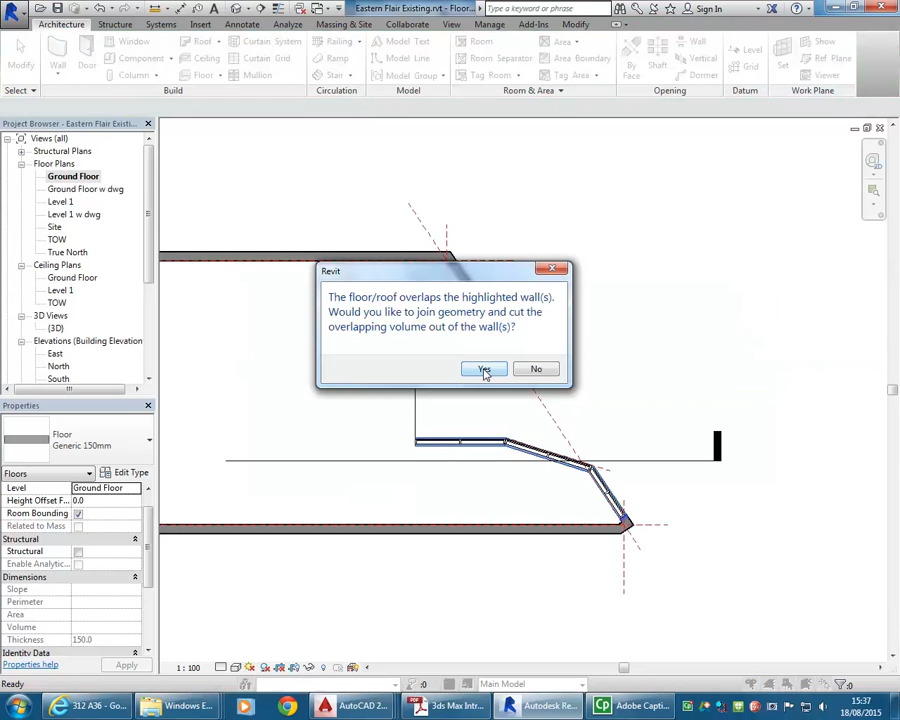 Eastern Flair Existing.rvt - Floor...
Type a keyword or phrase
Sign In
Architecture Structure Systems Insert Annotate Analyze Massing & Site Collaborate View Manage Add-Ins Modify
Modify Wall Door Window Component Column Roof Ceiling Floor Curtain System Curtain Grid Mullion Railing Ramp Stair Model Text Model Line Model Group Room Room Separator Tag Room Area Area Boundary Tag Area By Face Shaft Wall Vertical Dormer Level Grid Set Show Ref Plane Viewer
Select Build Circulation Model Room & Area Opening Datum Work Plane
Project Browser - Eastern Flair Existi...
Views (all)
Structural Plans
Floor Plans
Ground Floor
Ground Floor w dwg
Level 1
Level 1 w dwg
Site
TOW
True North
Ceiling Plans
Ground Floor
Level 1
TOW
3D Views
{3D}
Elevations (Building Elevation
East
North
South
Revit
The floor/roof overlaps the highlighted wall(s).
Would you like to join geometry and cut the
overlapping volume out of the wall(s)?
Yes No
Properties
Floor
Generic 150mm
Floors Edit Type
Level Ground Floor
Height Offset F... 0.0
Room Bounding
Related to Mass
Structural
Structural
Enable Analytic...
Dimensions
Slope
Perimeter
Area
Volume
Thickness 150.0
Identity Data
Properties help Apply
1 : 100
Ready
:0 Main Model :0
312 A36 - Go... Windows E... AutoCAD 2... 3ds Max Intr... Autodesk Re... Adobe Capti...
15:37
18/08/2015